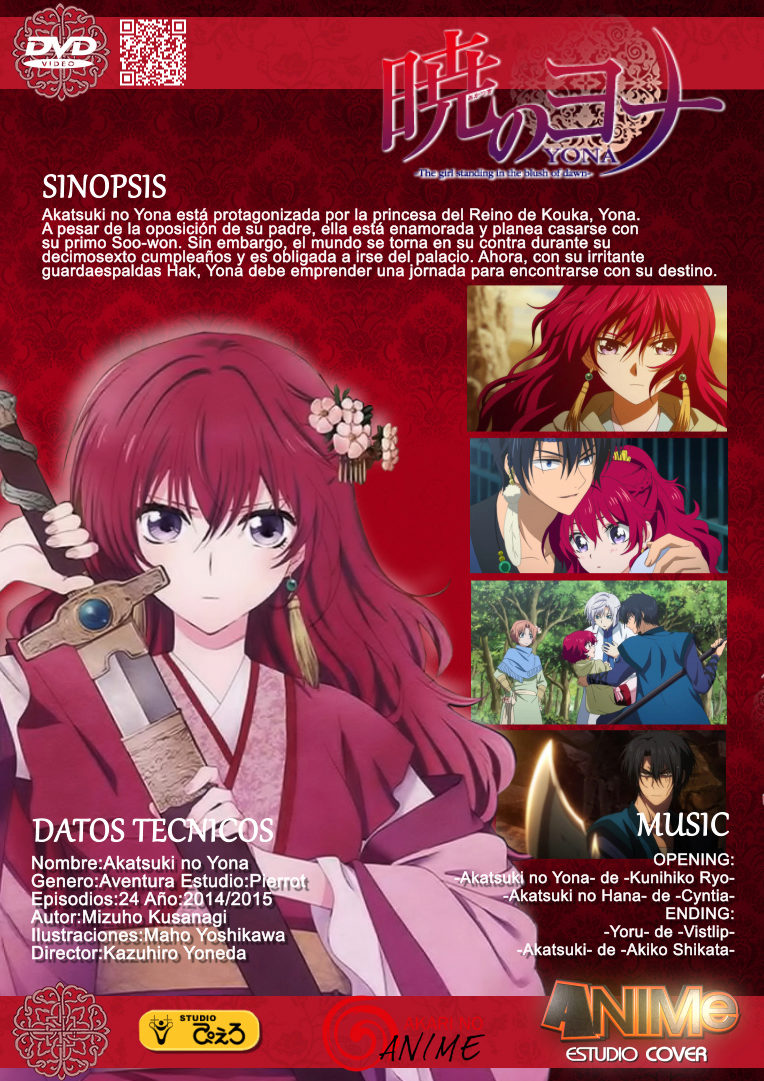 DVD
VIDEO
暁のヨナ
あかつき
YONA
-The girl standing in the blush of dawn-
SINOPSIS
Akatsuki no Yona está protagonizada por la princesa del Reino de Kouka, Yona.
A pesar de la oposición de su padre, ella está enamorada y planea casarse con
su primo Soo-won. Sin embargo, el mundo se torna en su contra durante su
decimosexto cumpleaños y es obligada a irse del palacio. Ahora, con su irritante
guardaespaldas Hak, Yona debe emprender una jornada para encontrarse con su destino.
DATOS TECNICOS
Nombre:Akatsuki no Yona
Genero:Aventura Estudio:Pierrot
Episodios:24 Año:2014/2015
Autor:Mizuho Kusanagi
Ilustraciones:Maho Yoshikawa
Director:Kazuhiro Yoneda
MUSIC
OPENING:
-Akatsuki no Yona- de -Kunihiko Ryo-
-Akatsuki no Hana- de -Cyntia-
ENDING:
-Yoru- de -Vistlip-
-Akatsuki- de -Akiko Shikata-
STUDIO
ぴえろ
ANIME
ANIMe
ESTUDIO COVER